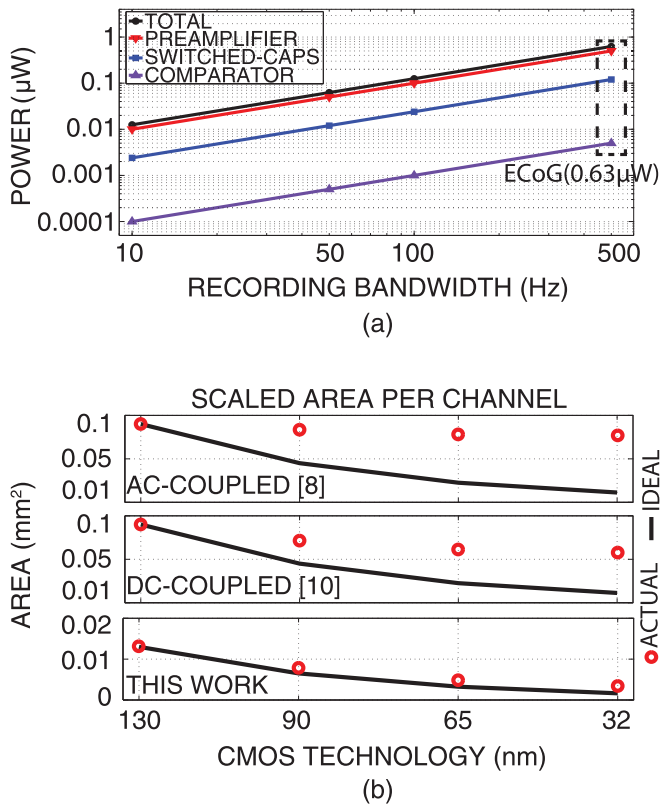 TOTAL
PREAMPLIFIER
SWITCHED-CAPS
COMPARATOR
1
0.1
0.01
0.001
0.0001
POWER (µW)
ECoG(0.63µW)
10 50 100 500
RECORDING BANDWIDTH (Hz)
(a)
SCALED AREA PER CHANNEL
0.1
0.05
0.01
AC-COUPLED [8]
0.1
0.05
0.01
DC-COUPLED [10]
0.02
0.01
0
THIS WORK
AREA (mm²)
ACTUAL
IDEAL
130 90 65 32
CMOS TECHNOLOGY (nm)
(b)